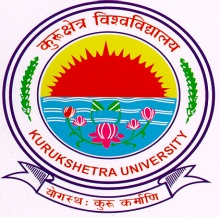 कुरुक्षेत्र विश्वविद्यालय
KURUKSHETRA UNIVERSITY
योगस्थः कुरु कर्माणि